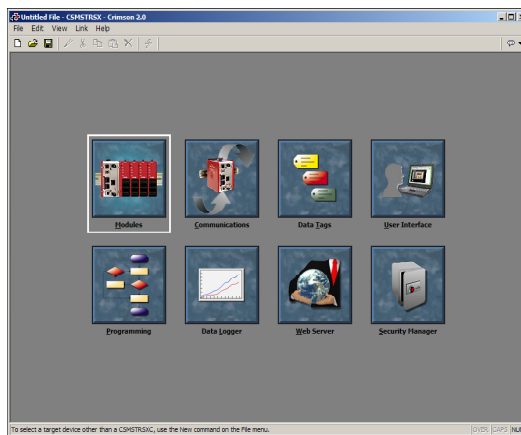 Untitled File - CSMSTRSX - Crimson 2.0
File Edit View Link Help
Modules Communications Data Tags User Interface
Programming Data Logger Web Server Security Manager
To select a target device other than a CSMSTRSXC, use the New command on the File menu.
OVER CAPS NU